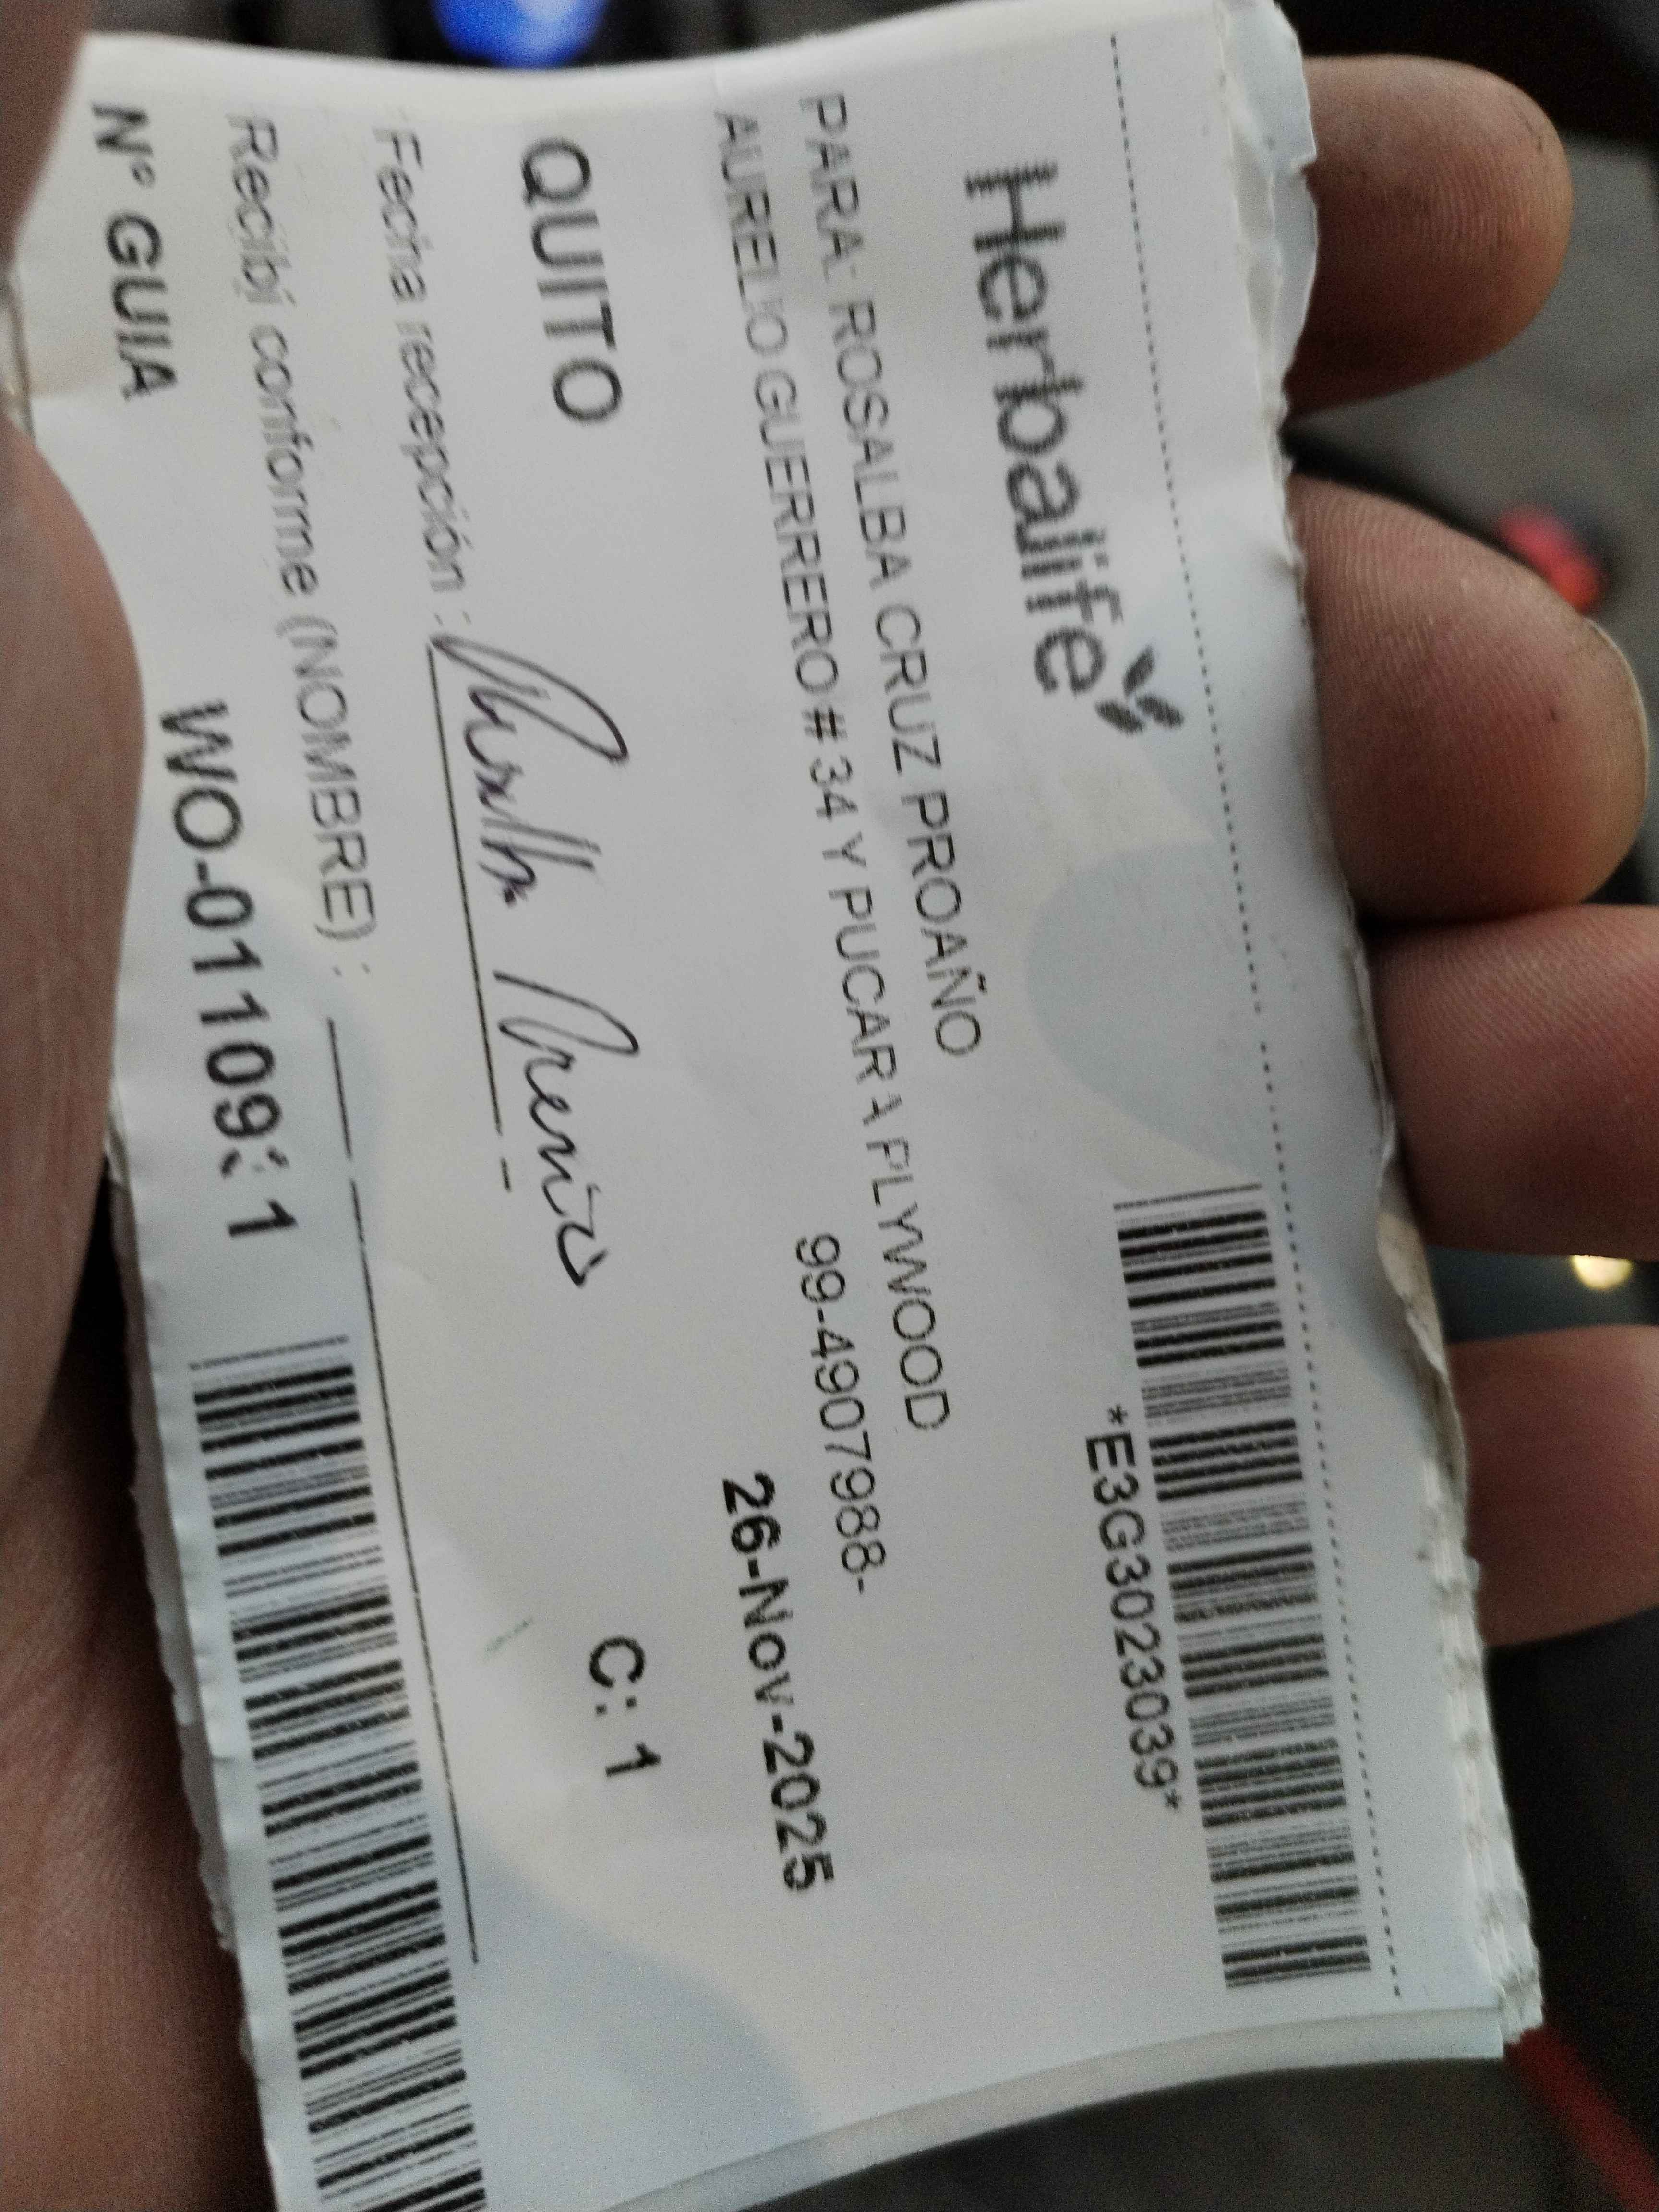 Herbalife
*E3G3023039*
PARA: ROSALBA CRUZ PROAÑO
AURELIO GUERRERO # 34 Y PUCARA PLYWOOD
99-4907988-
26-Nov-2025
QUITO C: 1
Fecha recepción :
Recibí conforme (NOMBRE) :
Nº GUIA WO-011109 1